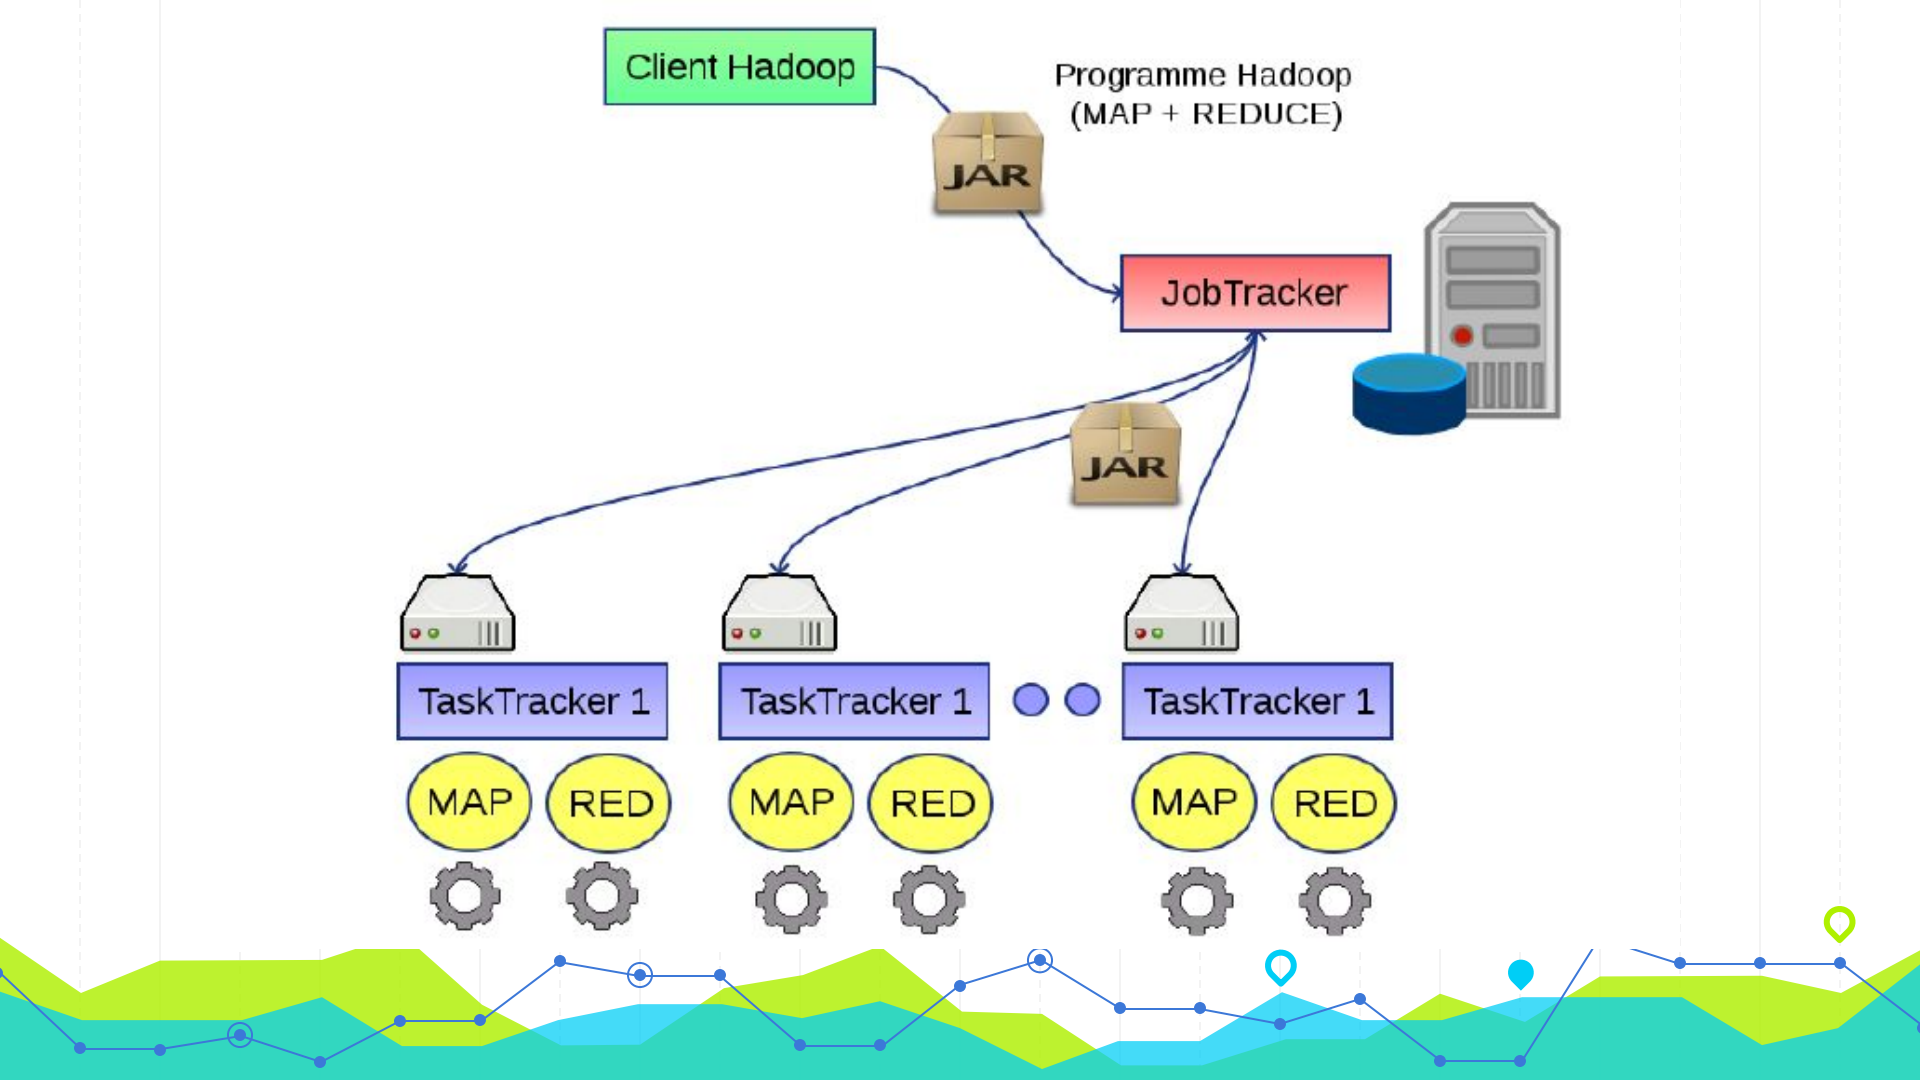 Client Hadoop
Programme Hadoop
(MAP + REDUCE)
JAR
JobTracker
JAR
TaskTracker 1
TaskTracker 1
TaskTracker 1
MAP
RED
MAP
RED
MAP
RED